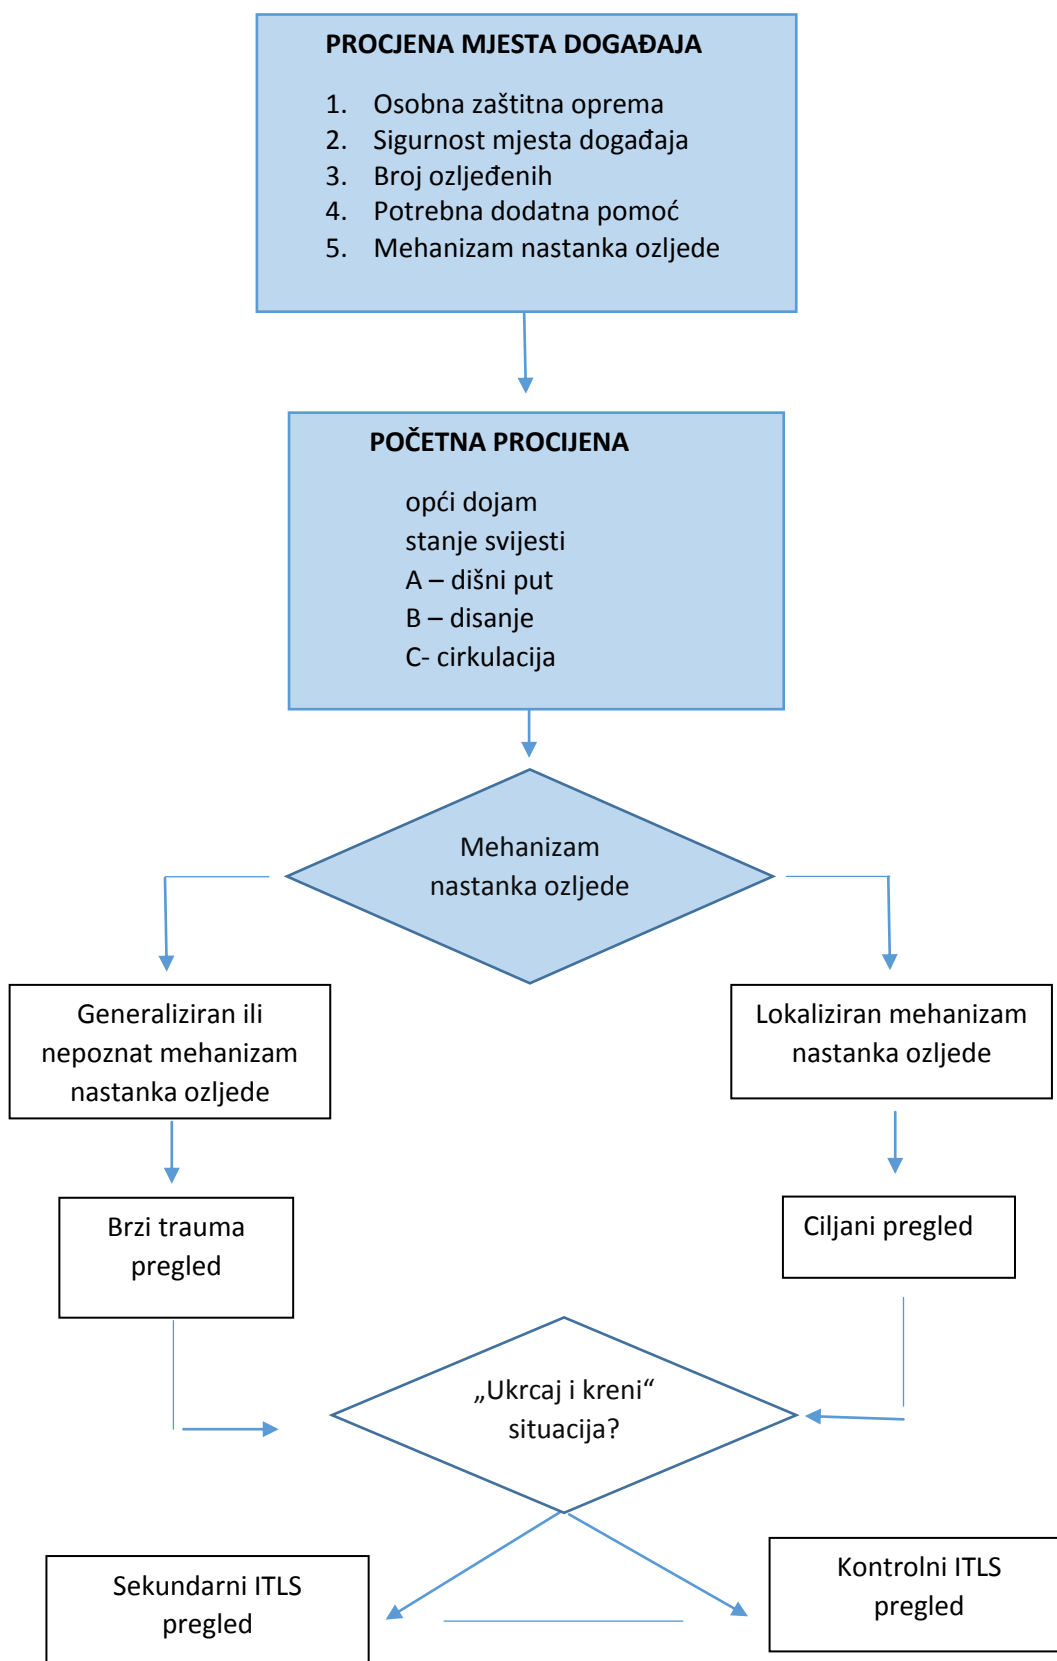 PROCJENA MJESTA DOGAĐAJA
1. Osobna zaštitna oprema
2. Sigurnost mjesta događaja
3. Broj ozljeđenih
4. Potrebna dodatna pomoć
5. Mehanizam nastanka ozljede
POČETNA PROCIJENA
opći dojam
stanje svijesti
A – dišni put
B – disanje
C- cirkulacija
Mehanizam
nastanka ozljede
Generaliziran ili
nepoznat mehanizam
nastanka ozljede
Lokaliziran mehanizam
nastanka ozljede
Brzi trauma
pregled
Ciljani pregled
„Ukrcaj i kreni“
situacija?
Sekundarni ITLS
pregled
Kontrolni ITLS
pregled